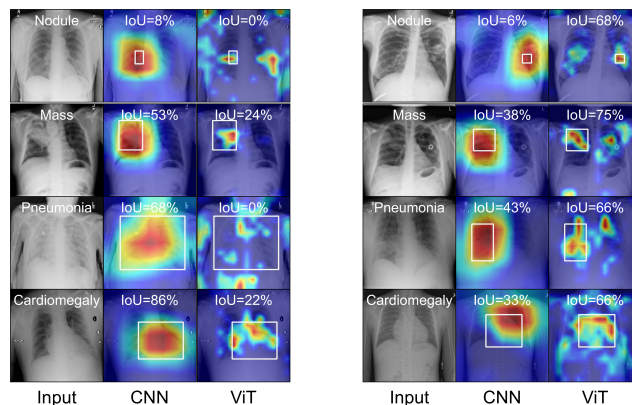 Nodule IoU=8% IoU=0%
Mass IoU=53% IoU=24%
Pneumonia IoU=68% IoU=0%
Cardiomegaly IoU=86% IoU=22%
Input CNN ViT
Nodule IoU=6% IoU=68%
Mass IoU=38% IoU=75%
Pneumonia IoU=43% IoU=66%
Cardiomegaly IoU=33% IoU=66%
Input CNN ViT